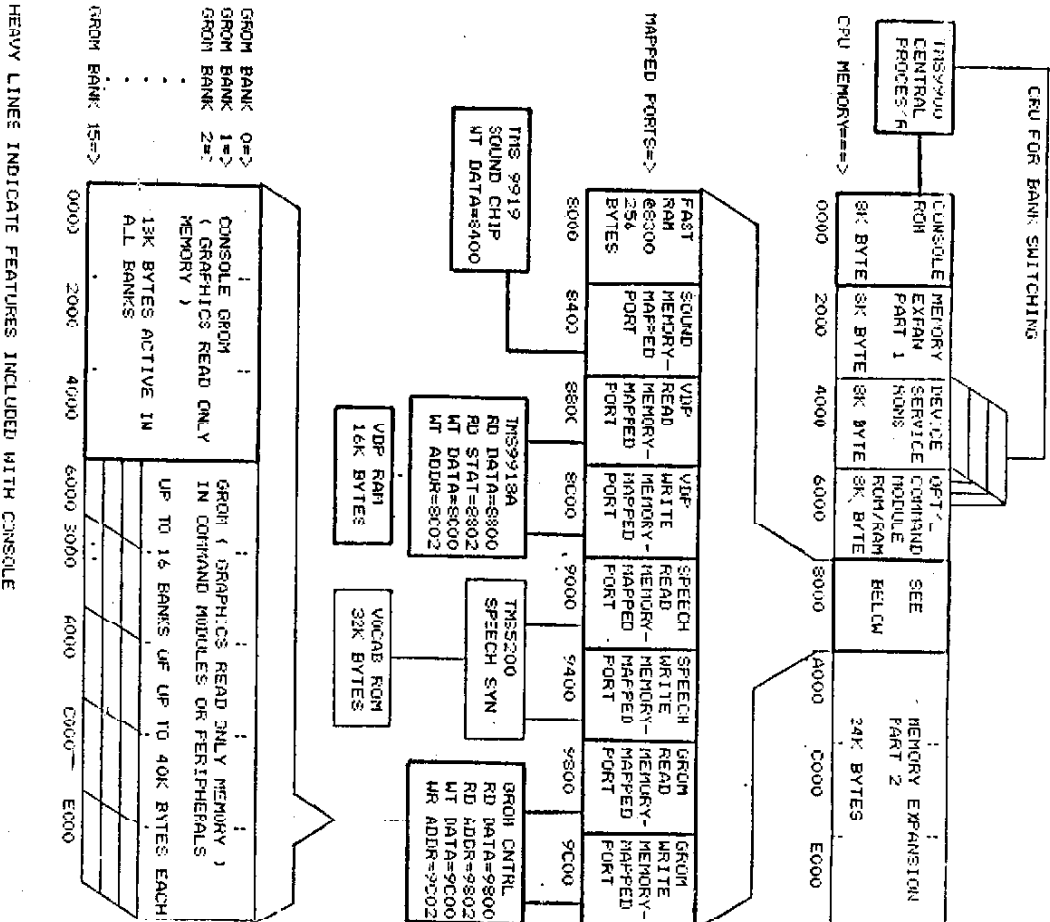 CRU FOR BANK SWITCHING
TMS9900
CENTRAL
PROCES'R
CPU MEMORY===>
CONSOLE
ROM
8K BYTE
MEMORY
EXPAN
PART 1
8K BYTE
DEVICE
SERVICE
ROMS
8K BYTE
OPT'L
COMMAND
MODULE
ROM/RAM
8K BYTE
SEE
BELOW
MEMORY EXPANSION
PART 2
24K BYTES
0000 2000 4000 6000 8000 A000 C000 E000
MAPPED PORTS=>
FAST
RAM
@8300
256
BYTES
SOUND
MEMORY-
MAPPED
PORT
VDP
READ
MEMORY-
MAPPED
PORT
VDP
WRITE
MEMORY-
MAPPED
PORT
SPEECH
READ
MEMORY-
MAPPED
PORT
SPEECH
WRITE
MEMORY-
MAPPED
PORT
GROM
READ
MEMORY-
MAPPED
PORT
GROM
WRITE
MEMORY-
MAPPED
PORT
8000 8400 8800 8C00 9000 9400 9800 9C00
TMS 9919
SOUND CHIP
WT DATA=8400
TMS9918A
RD DATA=8800
RD STAT=8802
WT DATA=8C00
WT ADDR=8C02
TMS5200
SPEECH SYN
GROM CNTRL
RD DATA=9800
RD ADDR=9802
WT DATA=9C00
WR ADDR=9C02
VDP RAM
16K BYTES
VOCAB ROM
32K BYTES
GROM BANK 0=>
GROM BANK 1=>
GROM BANK 2=>
GROM BANK 15=>
CONSOLE GROM
( GRAPHICS READ ONLY
MEMORY )
18K BYTES ACTIVE IN
ALL BANKS
GROM ( GRAPHICS READ ONLY MEMORY )
IN COMMAND MODULES OR PERIPHERALS
UP TO 16 BANKS OF UP TO 40K BYTES EACH
0000 2000 4000 6000 8000 A000 C000 E000
HEAVY LINES INDICATE FEATURES INCLUDED WITH CONSOLE